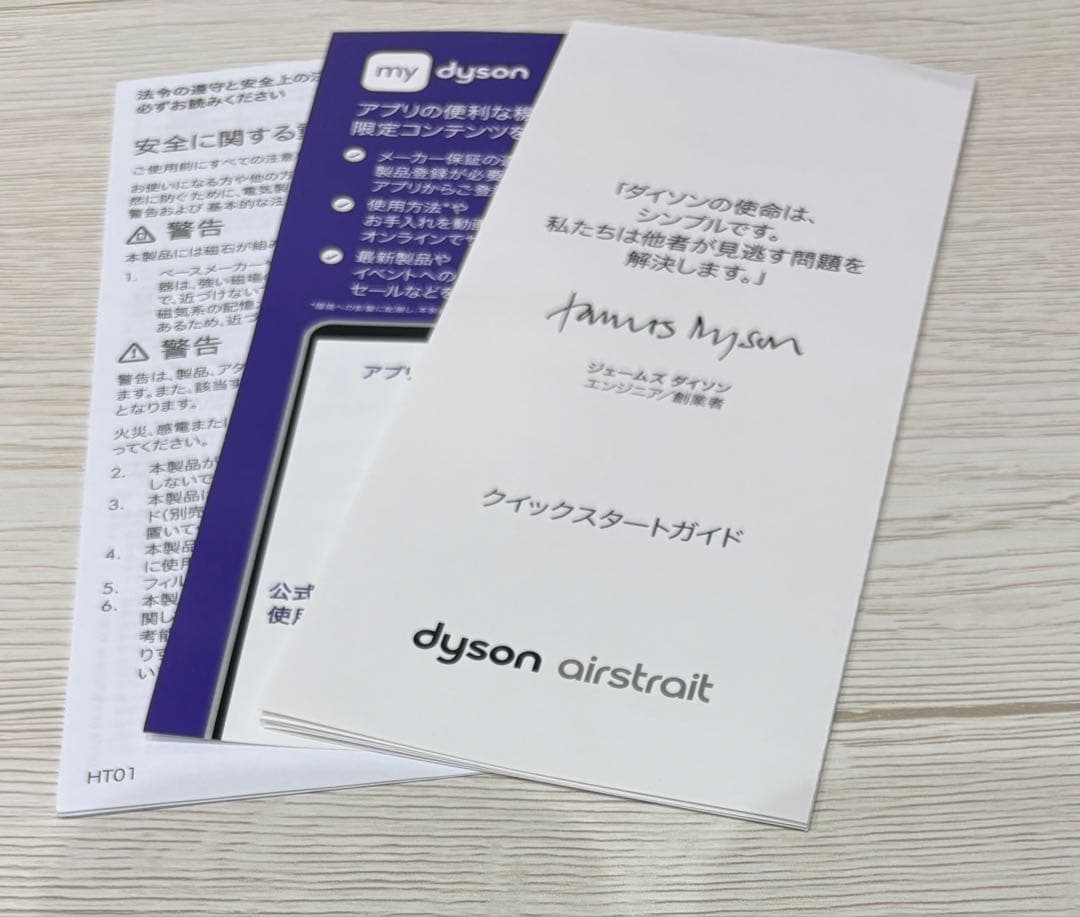 法令の遵守と安全上の注
必ずお読みください
安全に関する重
ご使用前にすべての注意
お使いになる方や他の方
然に防ぐために、電気製
警告および 基本的な注
警告
本製品には磁石が組み
1. ペースメーカー
器は、強い磁場
で、近づけない
磁気系の記憶
あるため、近づ
警告
警告は、製品、アダ
ます。また、該当す
となります。
火災、感電また
ってください。
2. 本製品が
しないで
3. 本製品
ド(別売
置いて
4. 本製品
に使用
5. フィル
6. 本製
関し
考能
りす
い
HT01
my dyson
アプリの便利な機
限定コンテンツを
メーカー保証の
製品登録が必要
アプリからご登
使用方法*や
お手入れを動画
オンラインでサ
最新製品や
イベントへの
セールなどを
アプリ
公式
使用
「ダイソンの使命は、
シンプルです。
私たちは他者が見逃す問題を
解決します。」
James Dyson
ジェームズ ダイソン
エンジニア/創業者
クイックスタートガイド
dyson airstrait